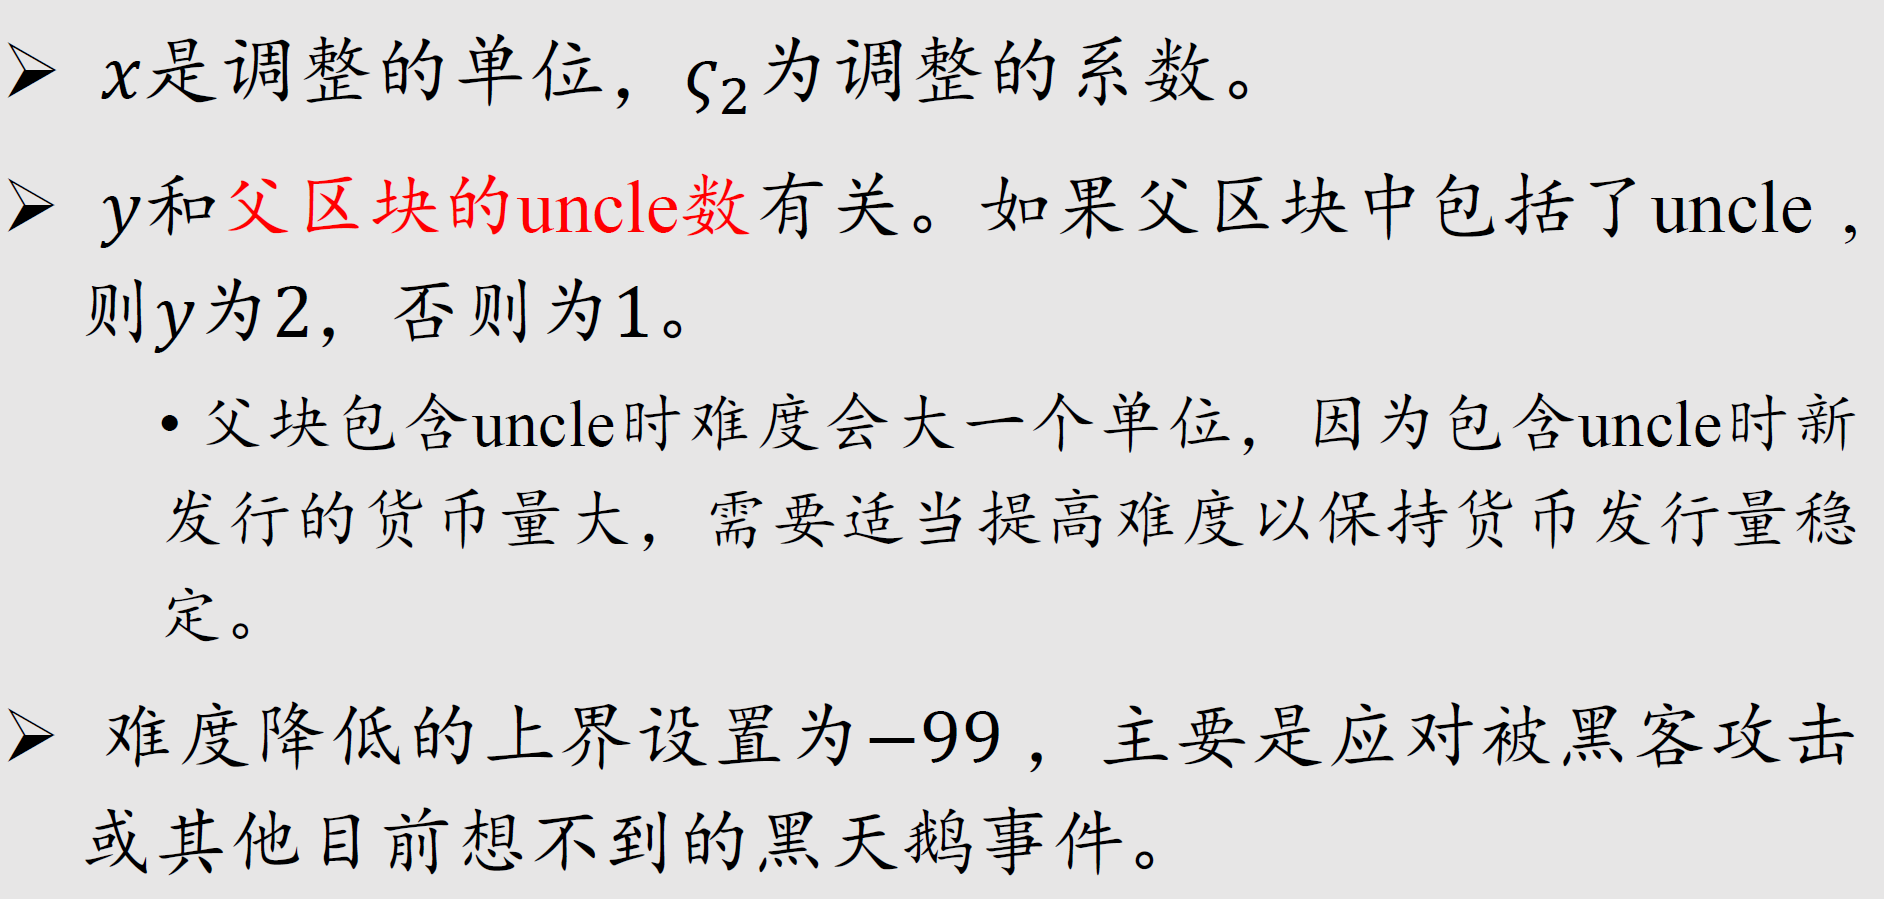 ➢ x是调整的单位，ς₂为调整的系数。
➢ y和父区块的uncle数有关。如果父区块中包括了uncle，
则y为2，否则为1。
• 父块包含uncle时难度会大一个单位，因为包含uncle时新
发行的货币量大，需要适当提高难度以保持货币发行量稳
定。
➢ 难度降低的上界设置为−99，主要是应对被黑客攻击
或其他目前想不到的黑天鹅事件。